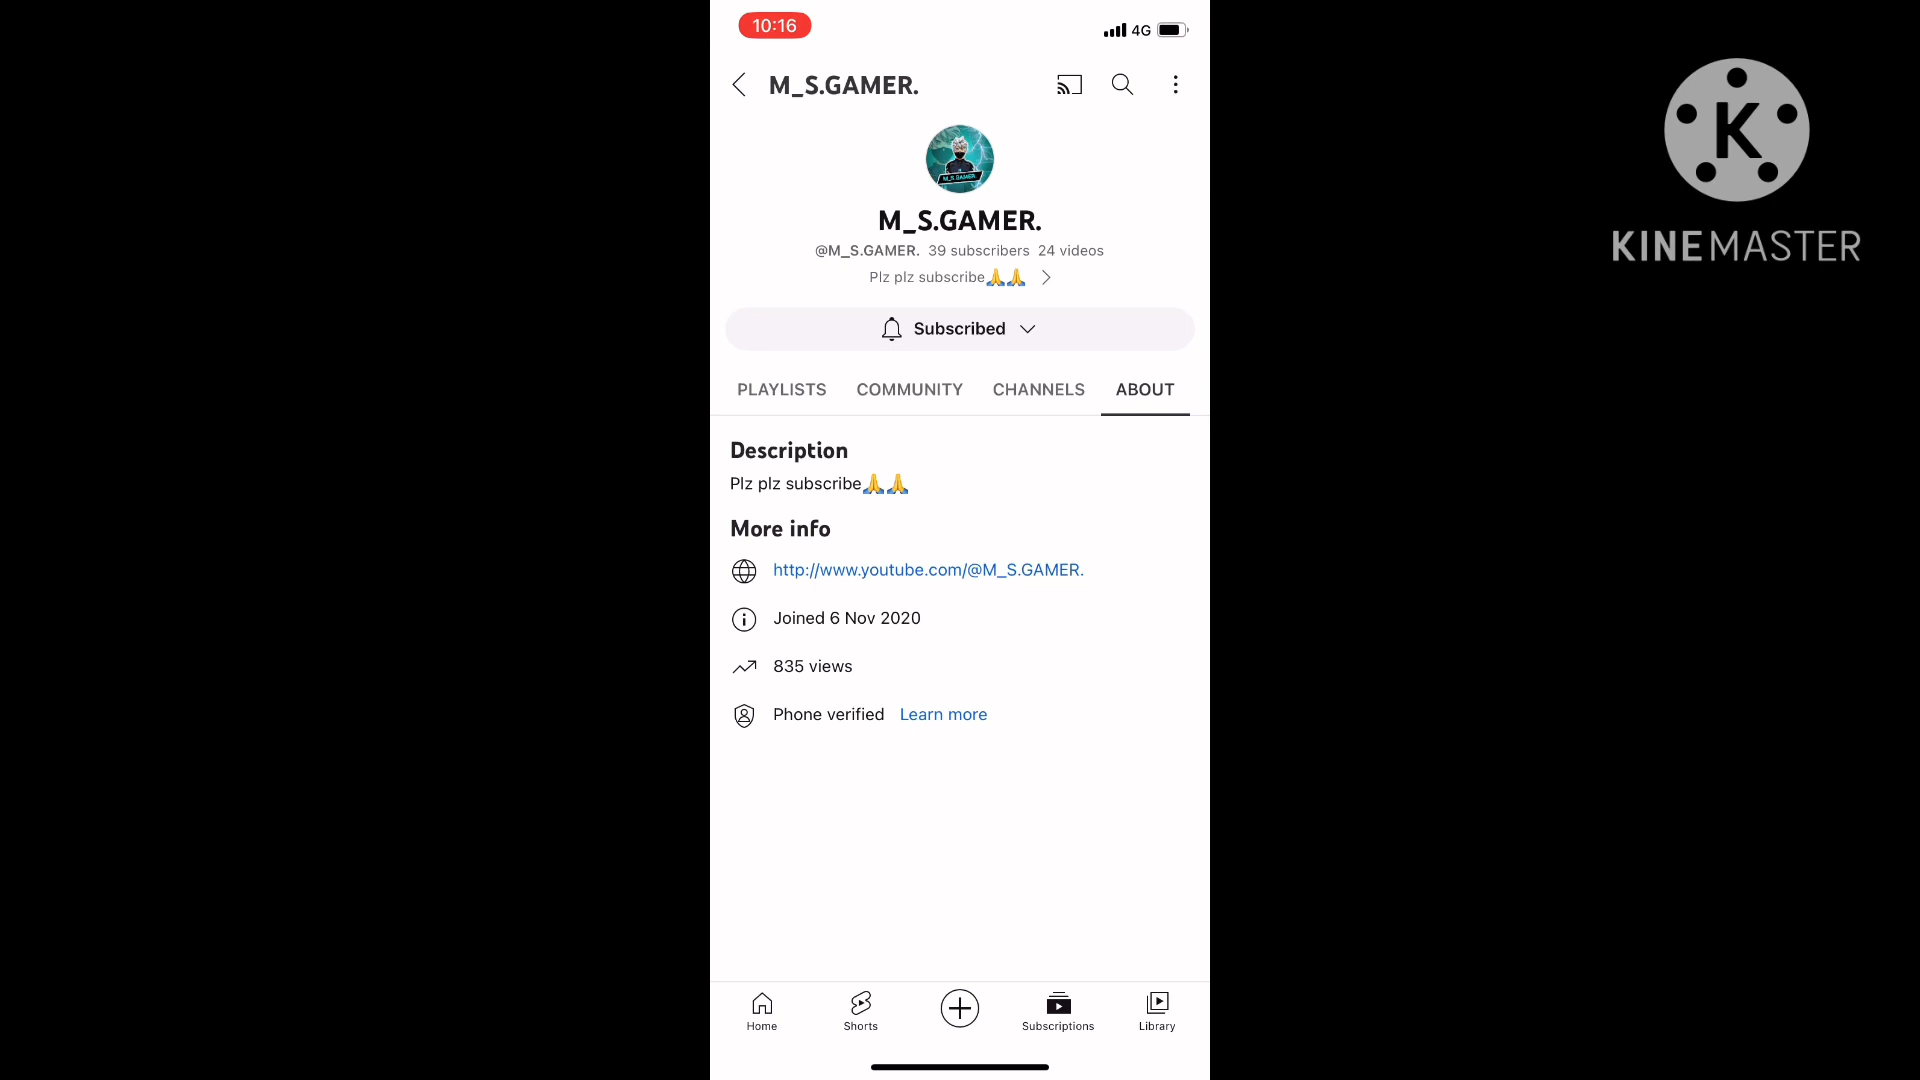 10:16
4G
M_S.GAMER.
M_S.GAMER.
M_S.GAMER.
@M_S.GAMER. 39 subscribers 24 videos
Plz plz subscribe🙏🙏
Subscribed
PLAYLISTS COMMUNITY CHANNELS ABOUT
Description
Plz plz subscribe🙏🙏
More info
http://www.youtube.com/@M_S.GAMER.
Joined 6 Nov 2020
835 views
Phone verified Learn more
Home Shorts Subscriptions Library
K
KINEMASTER